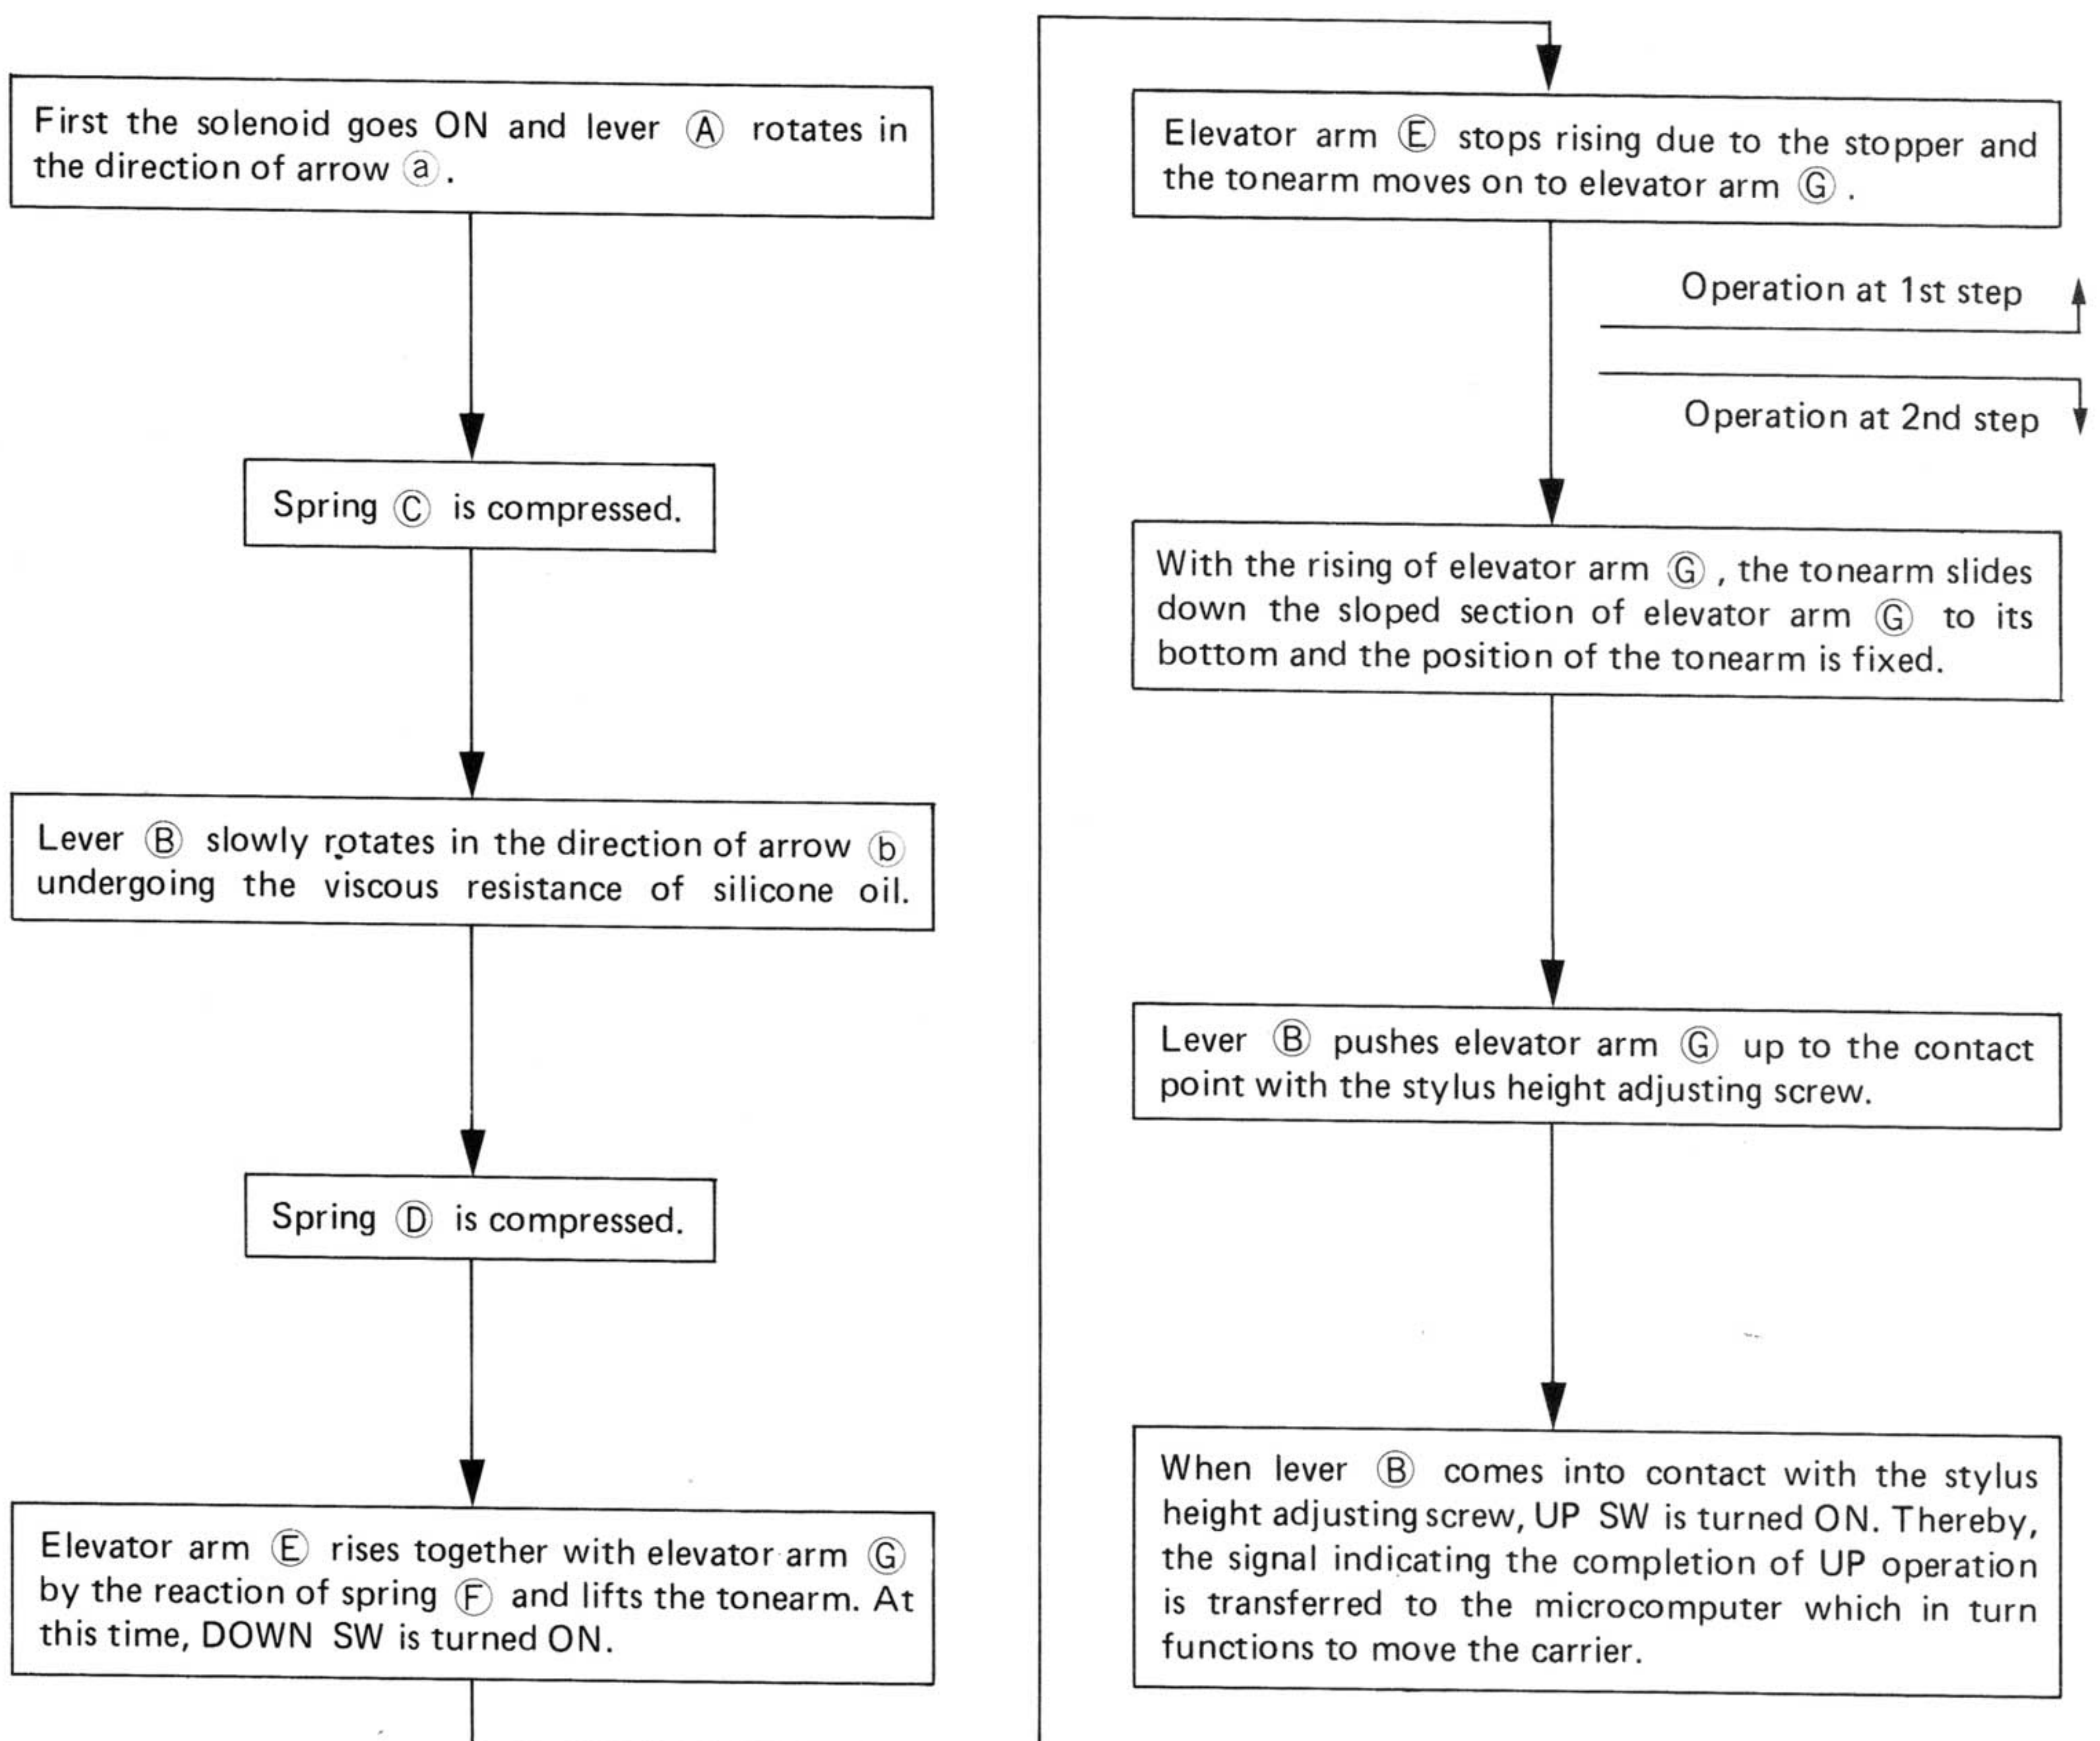 First the solenoid goes ON and lever Ⓐ rotates in
the direction of arrow ⓐ.
Spring Ⓒ is compressed.
Lever Ⓑ slowly rotates in the direction of arrow ⓑ
undergoing the viscous resistance of silicone oil.
Spring Ⓓ is compressed.
Elevator arm Ⓔ rises together with elevator arm Ⓖ
by the reaction of spring Ⓕ and lifts the tonearm. At
this time, DOWN SW is turned ON.
Elevator arm Ⓔ stops rising due to the stopper and
the tonearm moves on to elevator arm Ⓖ.
Operation at 1st step
Operation at 2nd step
With the rising of elevator arm Ⓖ, the tonearm slides
down the sloped section of elevator arm Ⓖ to its
bottom and the position of the tonearm is fixed.
Lever Ⓑ pushes elevator arm Ⓖ up to the contact
point with the stylus height adjusting screw.
When lever Ⓑ comes into contact with the stylus
height adjusting screw, UP SW is turned ON. Thereby,
the signal indicating the completion of UP operation
is transferred to the microcomputer which in turn
functions to move the carrier.